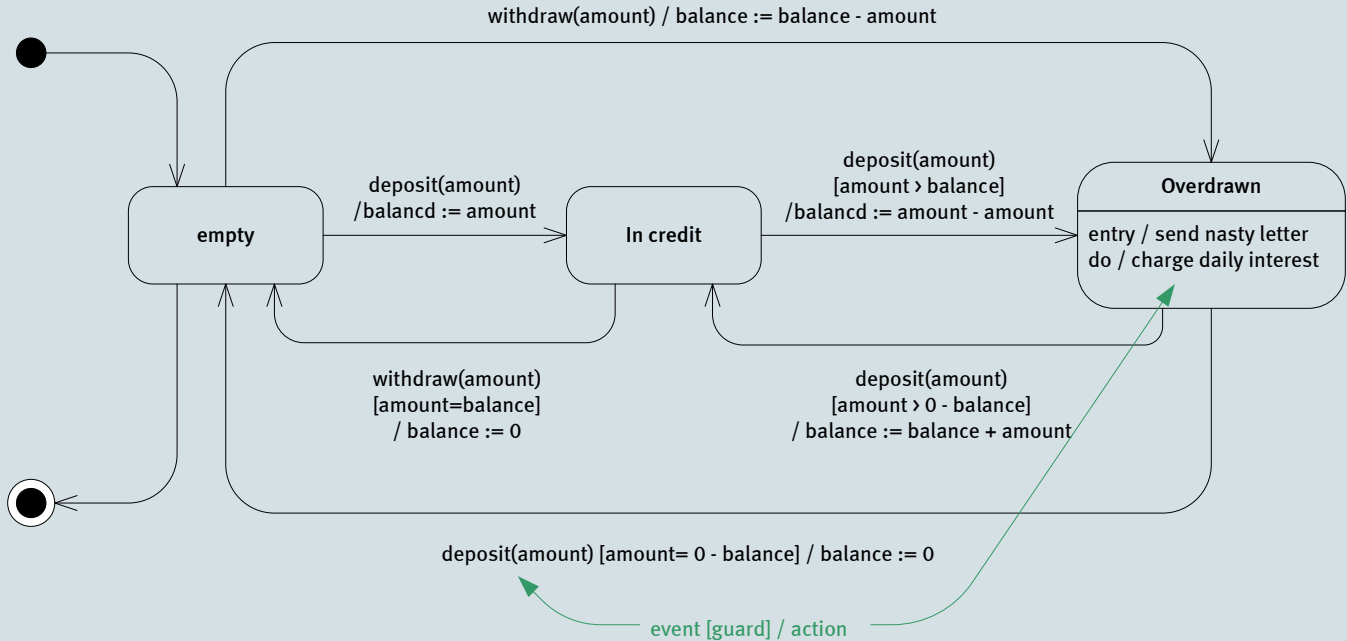 withdraw(amount) / balance := balance - amount
deposit(amount)
/balancd := amount
deposit(amount)
[amount > balance]
/balancd := amount - amount
empty
In credit
Overdrawn
entry / send nasty letter
do / charge daily interest
withdraw(amount)
[amount=balance]
/ balance := 0
deposit(amount)
[amount > 0 - balance]
/ balance := balance + amount
deposit(amount) [amount= 0 - balance] / balance := 0
event [guard] / action